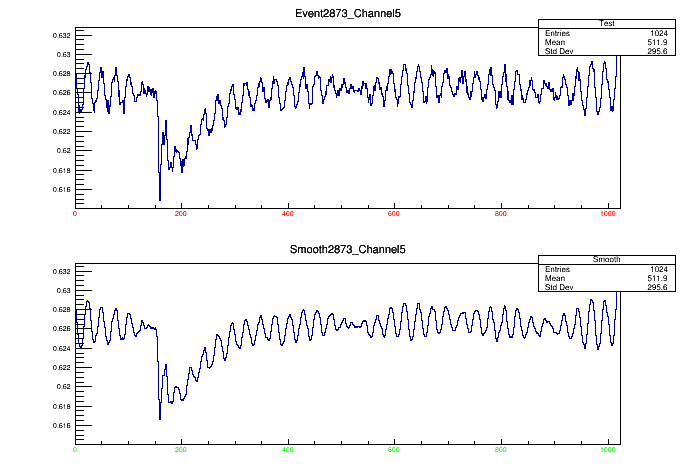 Event2873_Channel5
Test
Entries 1024
Mean 511.9
Std Dev 295.6
0.632
0.63
0.628
0.626
0.624
0.622
0.62
0.618
0.616
0 200 400 600 800 1000
Smooth2873_Channel5
Smooth
Entries 1024
Mean 511.9
Std Dev 295.6
0.632
0.63
0.628
0.626
0.624
0.622
0.62
0.618
0.616
0 200 400 600 800 1000